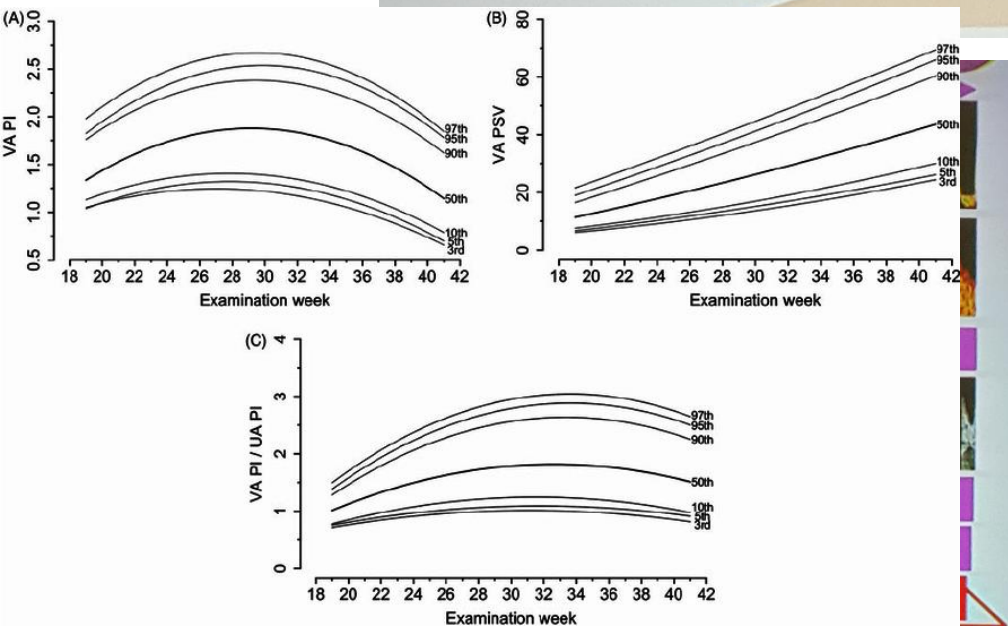 (A)
VA PI
3.0
2.5
2.0
1.5
1.0
0.5
97th
95th
90th
50th
10th
5th
3rd
18 20 22 24 26 28 30 32 34 36 38 40 42
Examination week
(B)
VA PSV
80
60
40
20
0
97th
95th
90th
50th
10th
5th
3rd
18 20 22 24 26 28 30 32 34 36 38 40 42
Examination week
(C)
VA PI / UA PI
4
3
2
1
0
97th
95th
90th
50th
10th
5th
3rd
18 20 22 24 26 28 30 32 34 36 38 40 42
Examination week